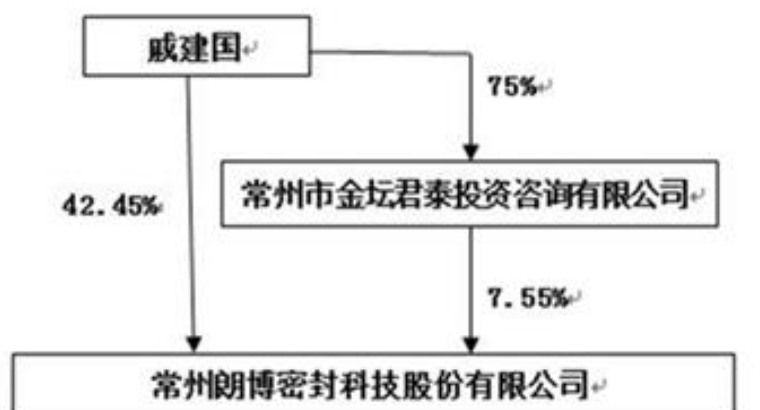 戚建国
75%
常州市金坛君泰投资咨询有限公司
42.45%
7.55%
常州朗博密封科技股份有限公司